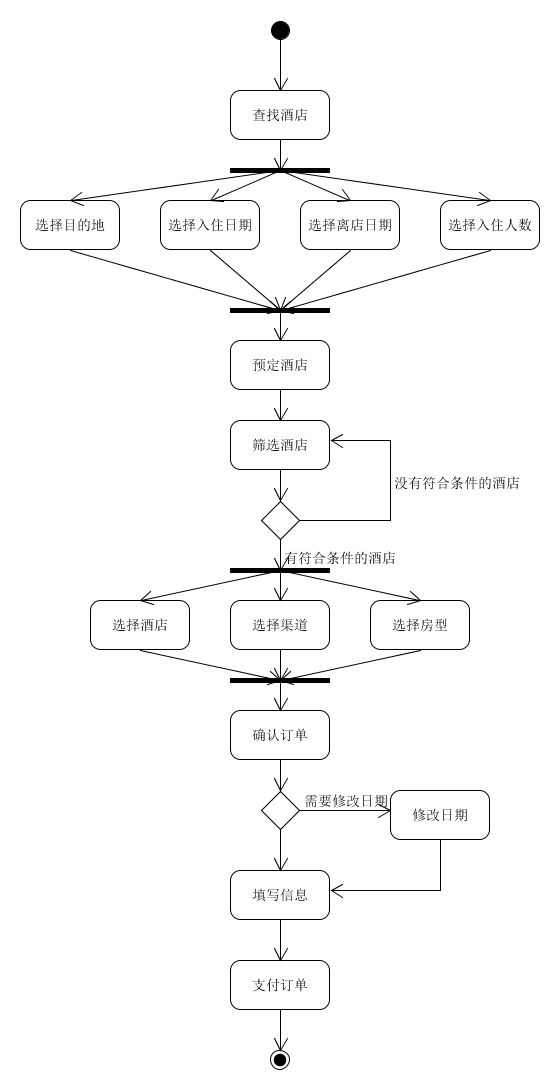 查找酒店
选择目的地
选择入住日期
选择离店日期
选择入住人数
预定酒店
筛选酒店
没有符合条件的酒店
有符合条件的酒店
选择酒店
选择渠道
选择房型
确认订单
需要修改日期
修改日期
填写信息
支付订单